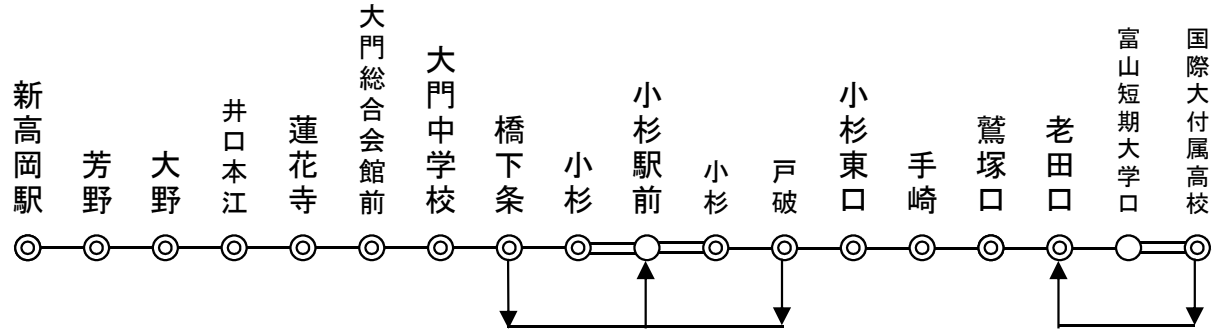 新高岡駅
芳野
大野
井口本江
蓮花寺
大門総合会館前
大門中学校
橋下条
小杉
小杉駅前
小杉
戸破
小杉東口
手崎
鷲塚口
老田口
富山短期大学口
国際大付属高校